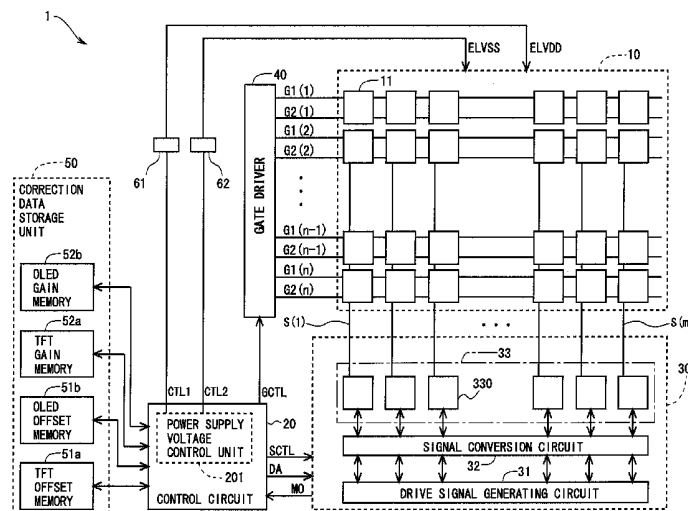 1
ELVSS
ELVDD
10
40
11
G1(1)
G2(1)
G1(2)
G2(2)
G1(n-1)
G2(n-1)
G1(n)
G2(n)
GATE DRIVER
61
62
50
CORRECTION
DATA
STORAGE
UNIT
52b
OLED
GAIN
MEMORY
52a
TFT
GAIN
MEMORY
51b
OLED
OFFSET
MEMORY
51a
TFT
OFFSET
MEMORY
CTL1
CTL2
GCTL
20
POWER SUPPLY
VOLTAGE
CONTROL UNIT
201
CONTROL CIRCUIT
SCTL
DA
MO
S(1)
S(m)
33
30
330
SIGNAL CONVERSION CIRCUIT
32
31
DRIVE SIGNAL GENERATING CIRCUIT